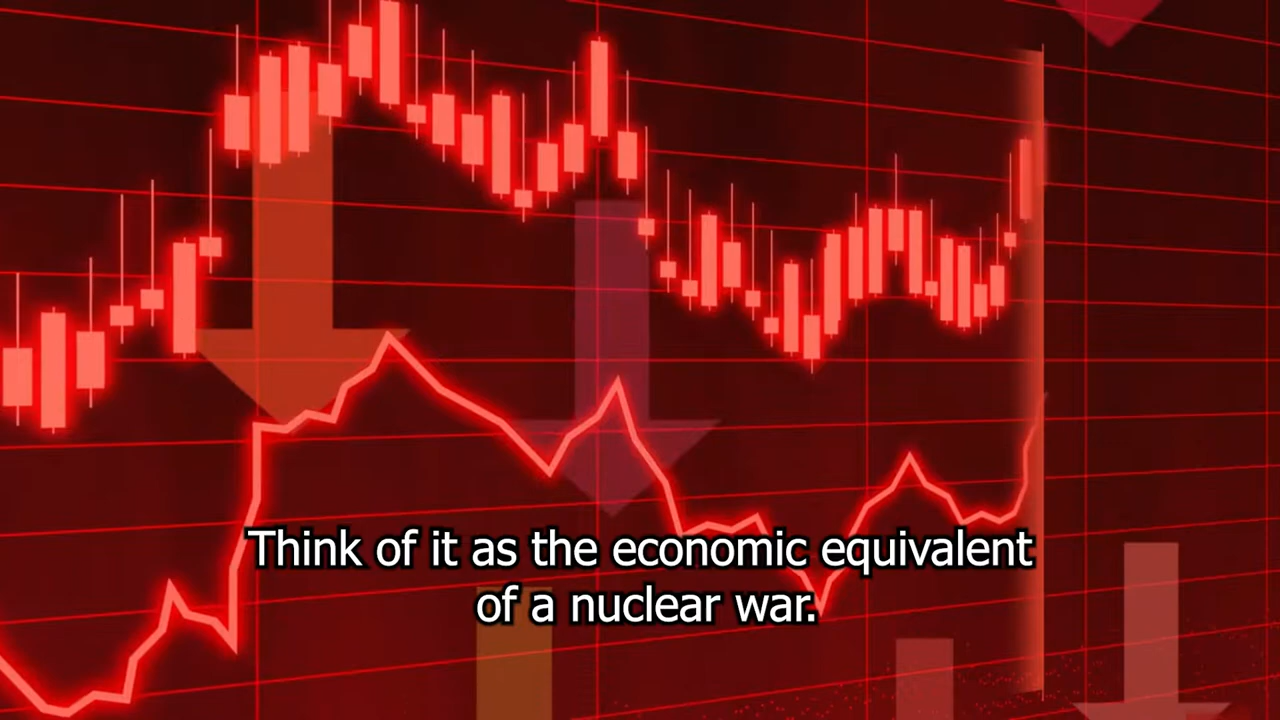 Think of it as the economic equivalent
of a nuclear war.